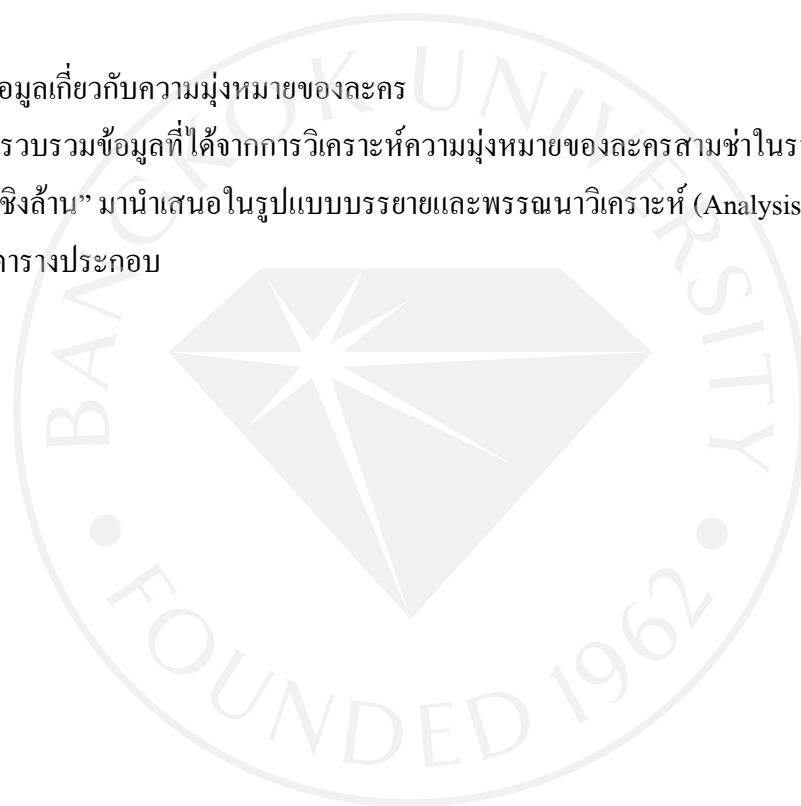 อมูลเกี่ยวกับความมุ่งหมายของละคร
รวบรวมข้อมูลที่ได้จากการวิเคราะห์ความมุ่งหมายของละครสามช่าในรา
ชิงล้าน” มานำเสนอในรูปแบบบรรยายและพรรณนาวิเคราะห์ (Analysis
ตารางประกอบ
BANGKOK UNIVERSITY
FOUNDED 1962